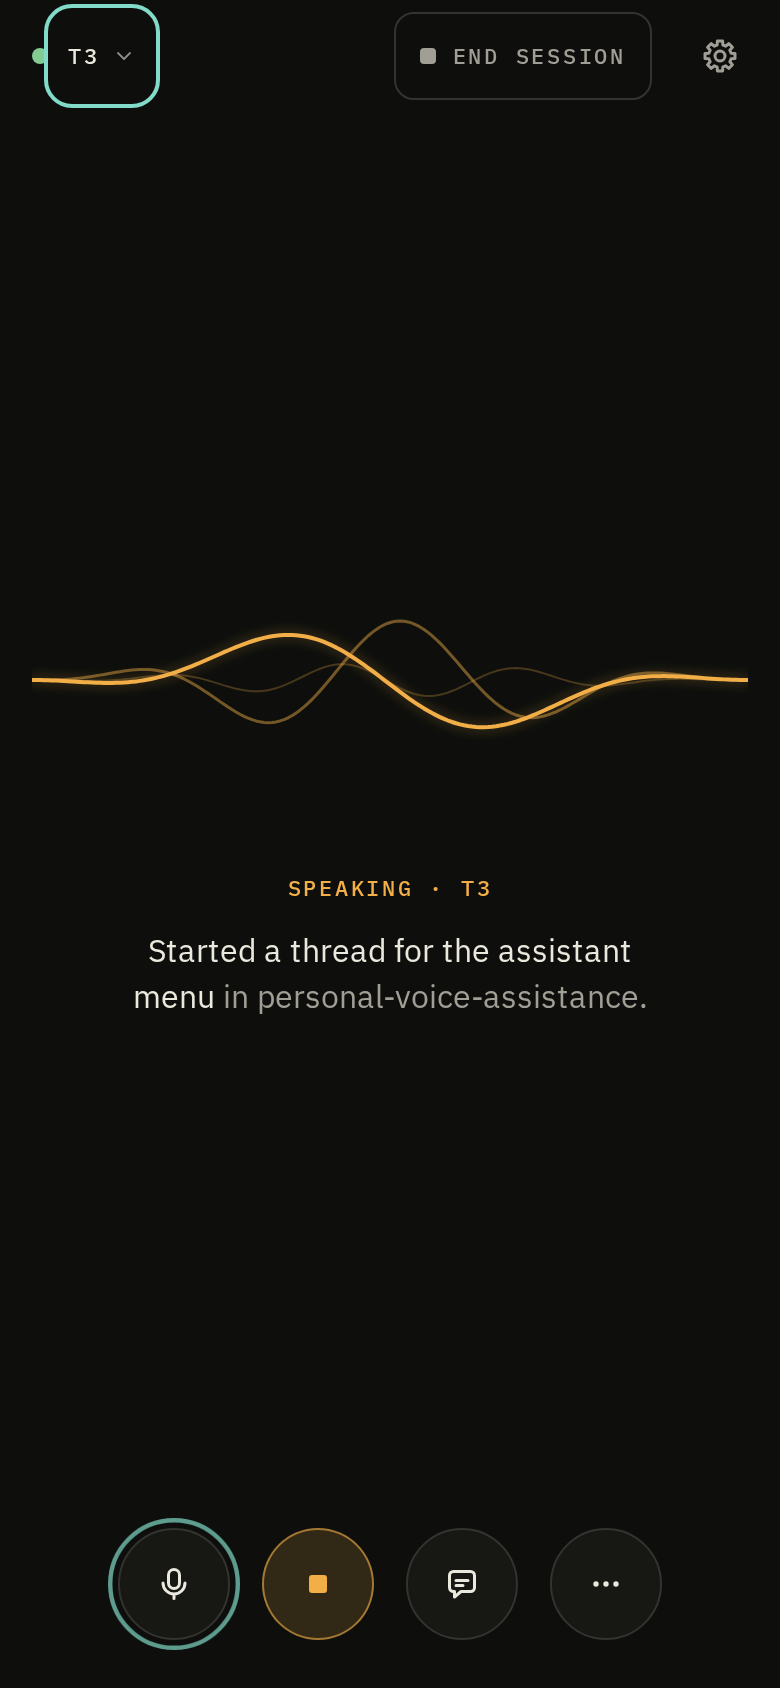 T3
END SESSION
SPEAKING · T3
Started a thread for the assistant
menu in personal-voice-assistance.